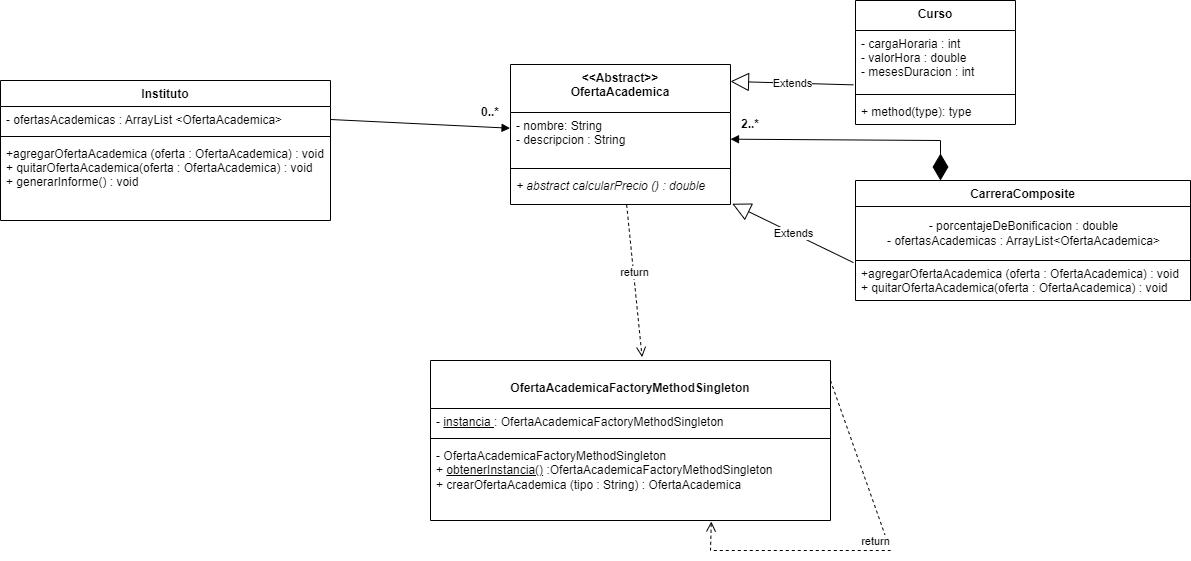 Curso
- cargaHoraria : int
- valorHora : double
- mesesDuracion : int
+ method(type): type
<<Abstract>>
OfertaAcademica
- nombre: String
- descripcion : String
+ abstract calcularPrecio () : double
Extends
Instituto
- ofertasAcademicas : ArrayList <OfertaAcademica>
+agregarOfertaAcademica (oferta : OfertaAcademica) : void
+ quitarOfertaAcademica(oferta : OfertaAcademica) : void
+ generarInforme() : void
0..*
2..*
CarreraComposite
- porcentajeDeBonificacion : double
- ofertasAcademicas : ArrayList<OfertaAcademica>
+agregarOfertaAcademica (oferta : OfertaAcademica) : void
+ quitarOfertaAcademica(oferta : OfertaAcademica) : void
Extends
return
OfertaAcademicaFactoryMethodSingleton
- instancia : OfertaAcademicaFactoryMethodSingleton
- OfertaAcademicaFactoryMethodSingleton
+ obtenerInstancia() :OfertaAcademicaFactoryMethodSingleton
+ crearOfertaAcademica (tipo : String) : OfertaAcademica
return